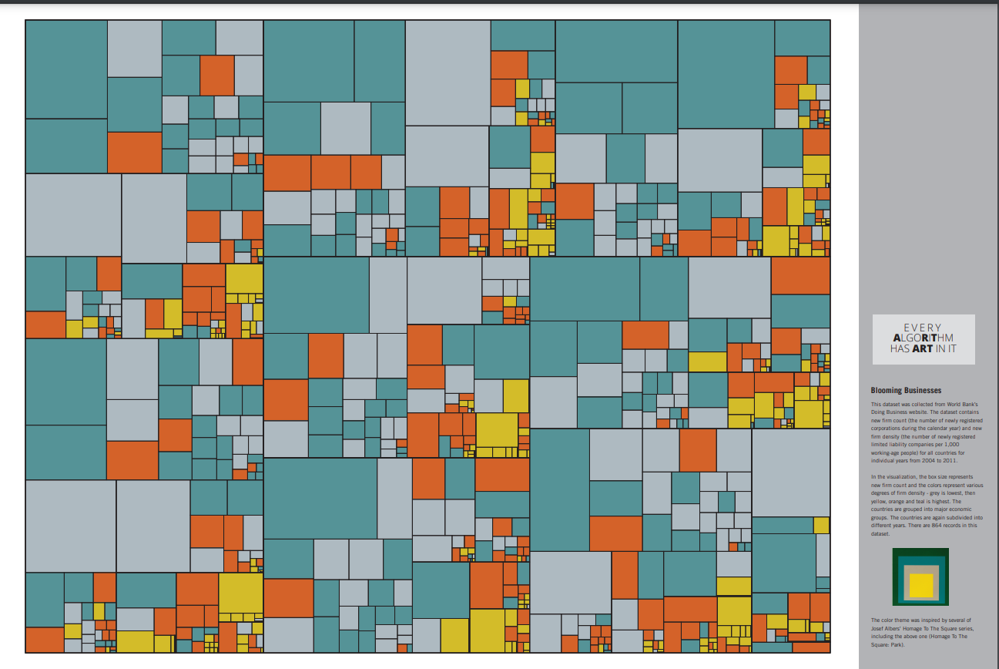 EVERY
ALGORITHM
HAS ART IN IT
Blooming Businesses
This dataset was collected from World Bank's
Doing Business website. The dataset contains
new firm count (the number of newly registered
corporations during the calendar year) and new
firm density (the number of newly registered
limited liability companies per 1,000
working-age people) for all countries for
individual years from 2004 to 2011.
In the visualization, the box size represents
new firm count and the colors represent various
degrees of firm density - grey is lowest, then
yellow, orange and teal is highest. The
countries are grouped into major economic
groups. The countries are again subdivided into
different years. There are 864 records in this
dataset.
The color theme was inspired by several of
Josef Albers' Homage To The Square series,
including the above one (Homage To The
Square: Park).